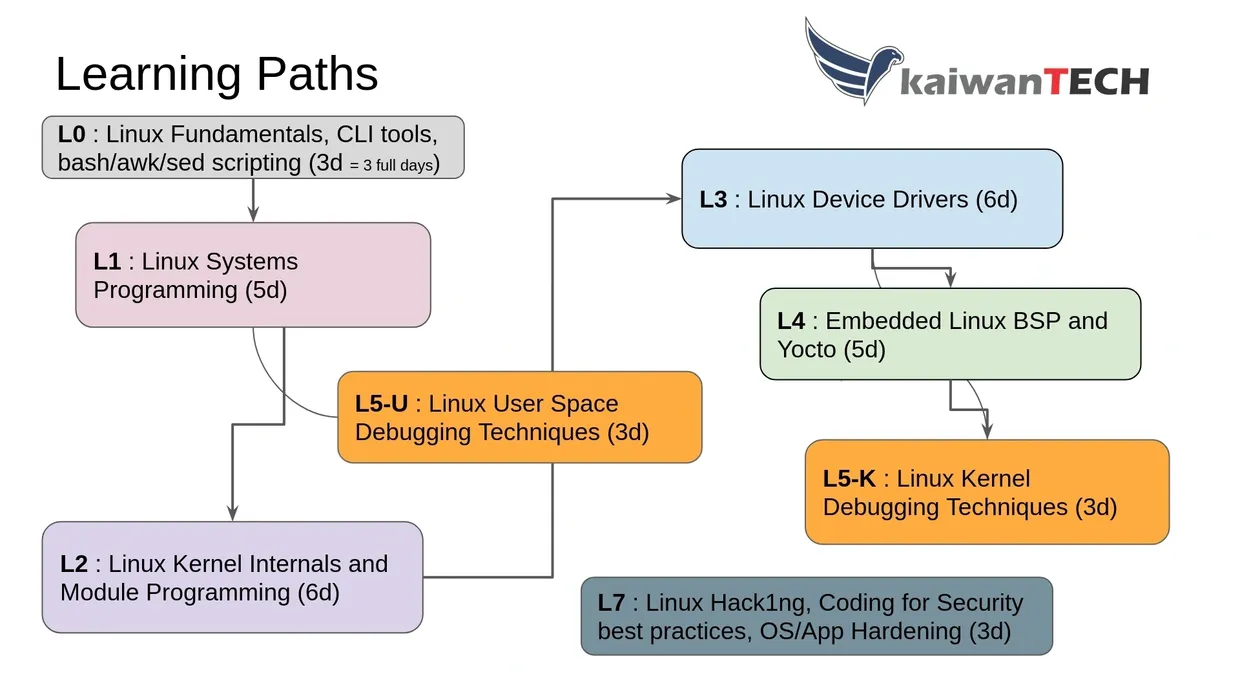 Learning Paths
kaiwanTECH
L0 : Linux Fundamentals, CLI tools,
bash/awk/sed scripting (3d = 3 full days)
L1 : Linux Systems
Programming (5d)
L5-U : Linux User Space
Debugging Techniques (3d)
L2 : Linux Kernel Internals and
Module Programming (6d)
L3 : Linux Device Drivers (6d)
L4 : Embedded Linux BSP and
Yocto (5d)
L5-K : Linux Kernel
Debugging Techniques (3d)
L7 : Linux Hack1ng, Coding for Security
best practices, OS/App Hardening (3d)